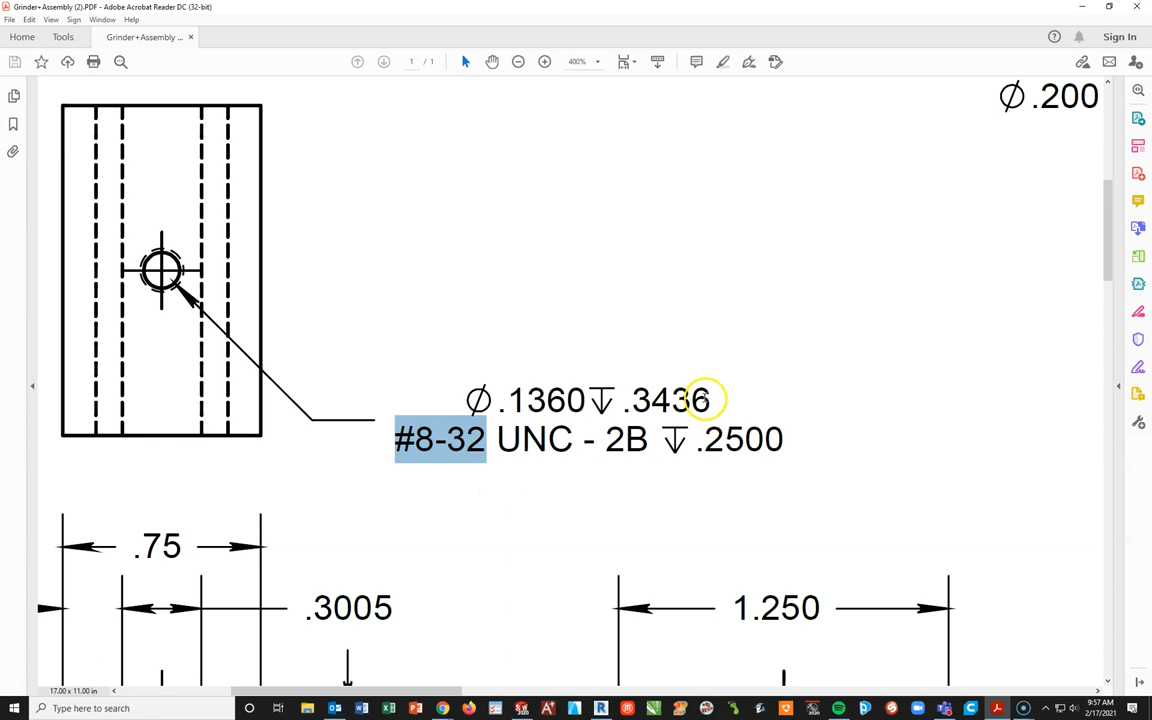 Grinder+Assembly (2).PDF - Adobe Acrobat Reader DC (32-bit)
File Edit View Sign Window Help
Home Tools Grinder+Assembly ... × Sign In
1 / 1 400%
Ø .200
Ø .1360 ↧ .3436
#8-32 UNC - 2B ↧ .2500
.75
.3005
1.250
17.00 x 11.00 in
Type here to search
9:57 AM
2/17/2021